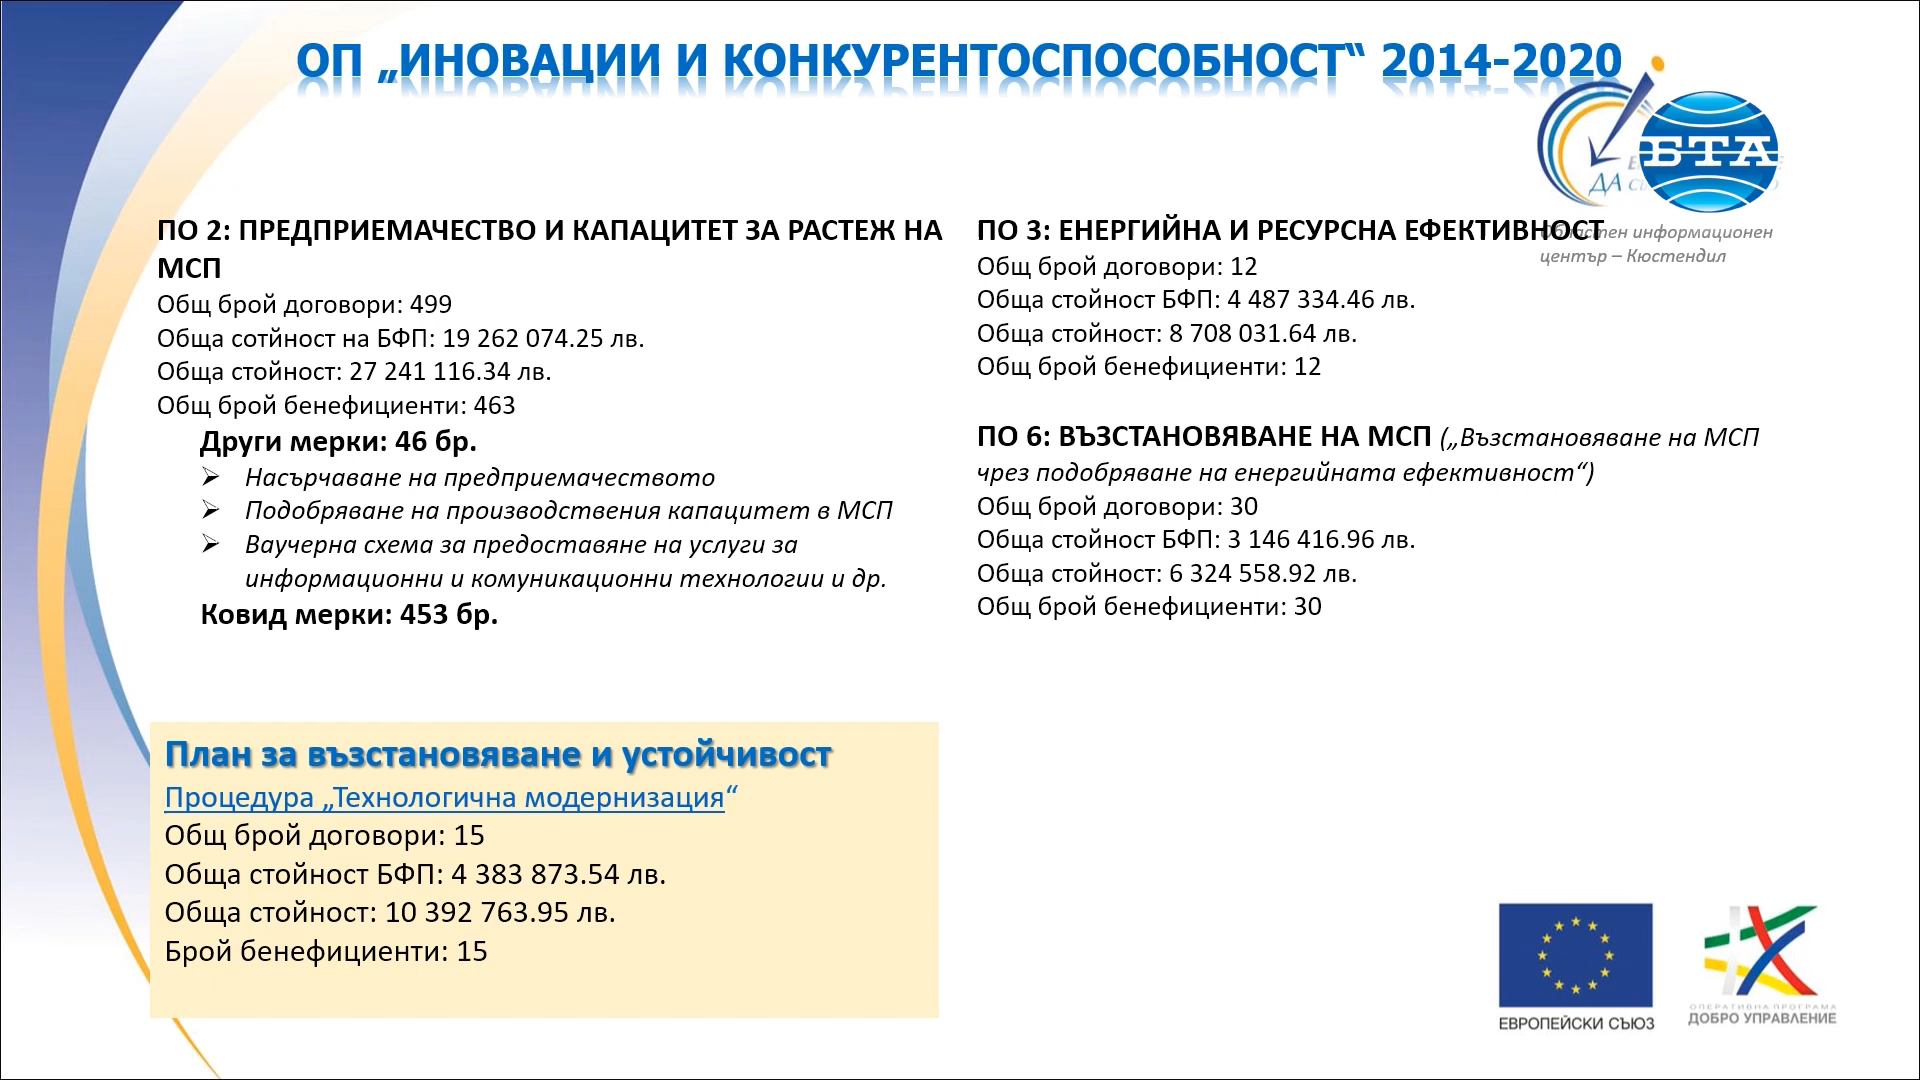 ОП „ИНОВАЦИИ И КОНКУРЕНТОСПОСОБНОСТ“ 2014-2020
БТА
ДА
Областен информационен
център – Кюстендил
ПО 2: ПРЕДПРИЕМАЧЕСТВО И КАПАЦИТЕТ ЗА РАСТЕЖ НА
МСП
Общ брой договори: 499
Обща сотйност на БФП: 19 262 074.25 лв.
Обща стойност: 27 241 116.34 лв.
Общ брой бенефициенти: 463
Други мерки: 46 бр.
Насърчаване на предприемачеството
Подобряване на производствения капацитет в МСП
Ваучерна схема за предоставяне на услуги за
информационни и комуникационни технологии и др.
Ковид мерки: 453 бр.
ПО 3: ЕНЕРГИЙНА И РЕСУРСНА ЕФЕКТИВНОСТ
Общ брой договори: 12
Обща стойност БФП: 4 487 334.46 лв.
Обща стойност: 8 708 031.64 лв.
Общ брой бенефициенти: 12
ПО 6: ВЪЗСТАНОВЯВАНЕ НА МСП („Възстановяване на МСП
чрез подобряване на енергийната ефективност“)
Общ брой договори: 30
Обща стойност БФП: 3 146 416.96 лв.
Обща стойност: 6 324 558.92 лв.
Общ брой бенефициенти: 30
План за възстановяване и устойчивост
Процедура „Технологична модернизация“
Общ брой договори: 15
Обща стойност БФП: 4 383 873.54 лв.
Обща стойност: 10 392 763.95 лв.
Брой бенефициенти: 15
ЕВРОПЕЙСКИ СЪЮЗ
ОПЕРАТИВНА ПРОГРАМА
ДОБРО УПРАВЛЕНИЕ